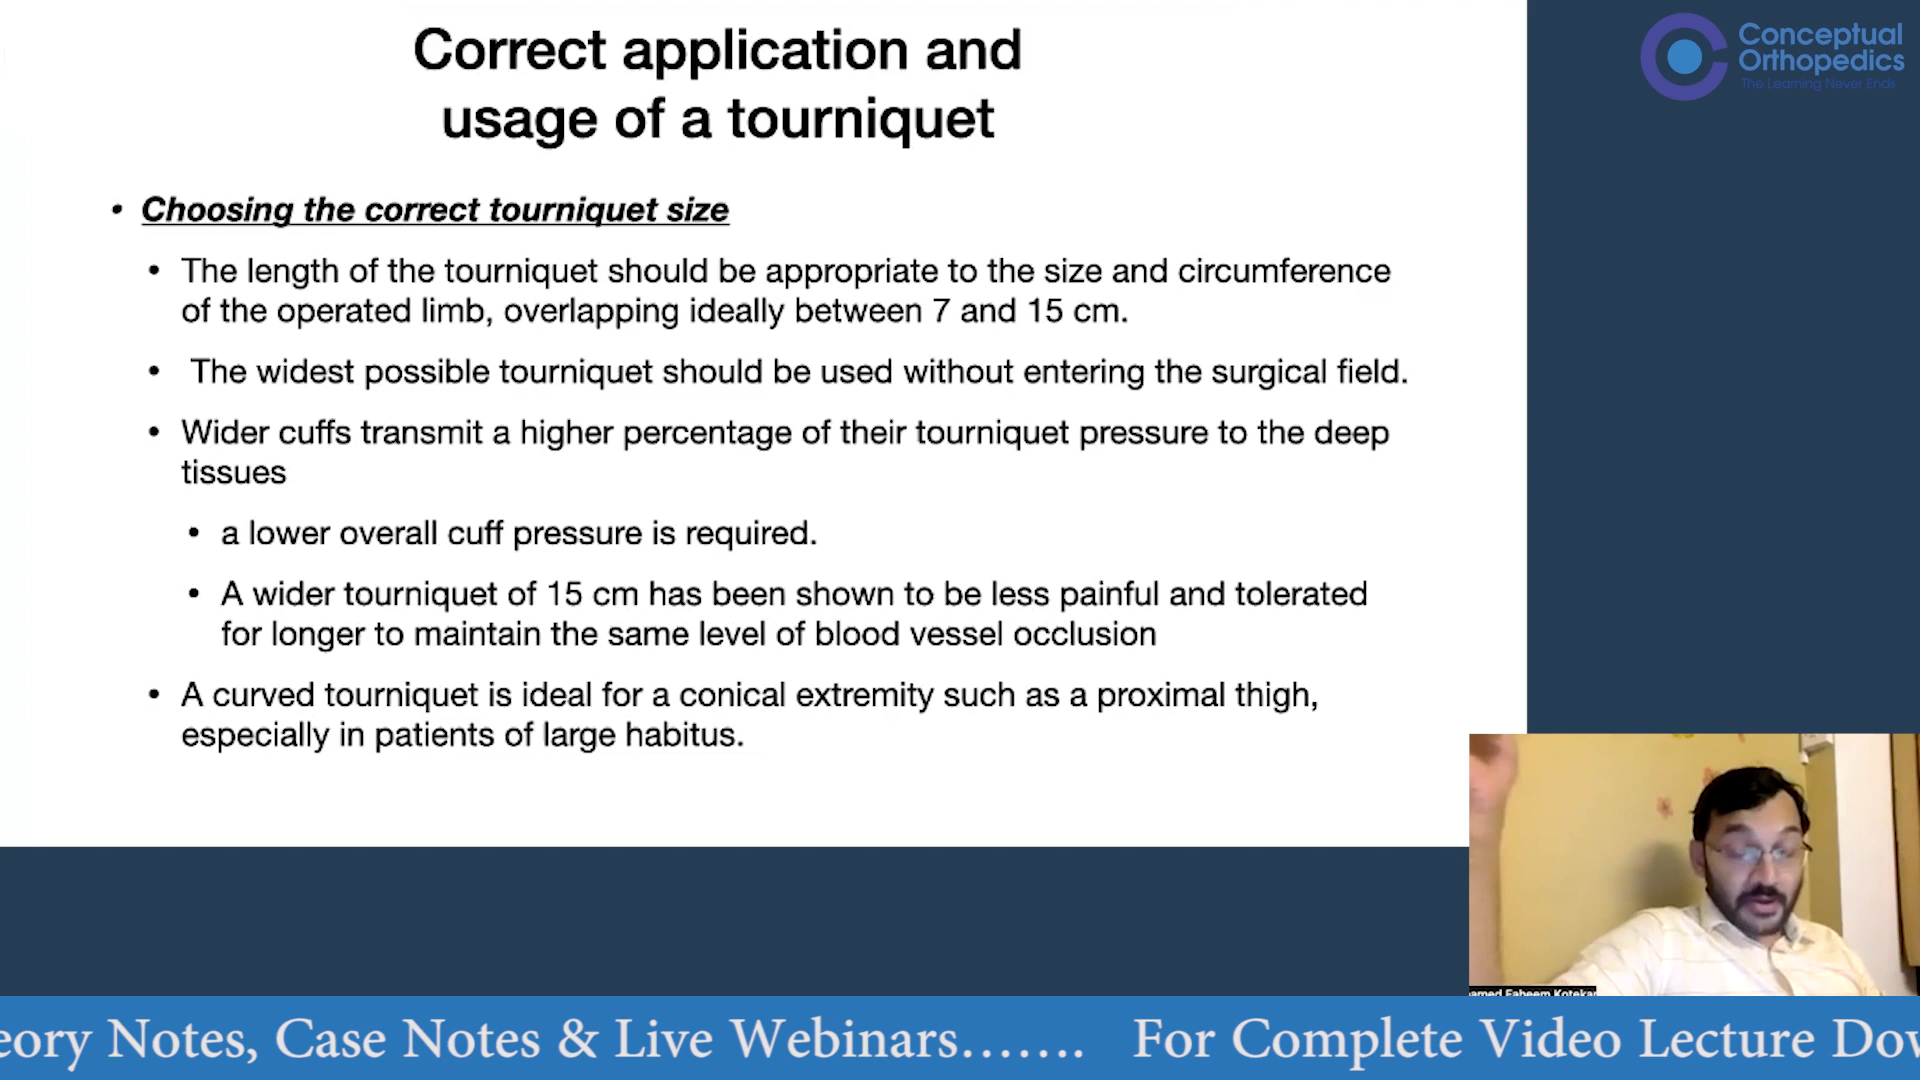 Correct application and
usage of a tourniquet
• Choosing the correct tourniquet size
• The length of the tourniquet should be appropriate to the size and circumference
of the operated limb, overlapping ideally between 7 and 15 cm.
• The widest possible tourniquet should be used without entering the surgical field.
• Wider cuffs transmit a higher percentage of their tourniquet pressure to the deep
tissues
• a lower overall cuff pressure is required.
• A wider tourniquet of 15 cm has been shown to be less painful and tolerated
for longer to maintain the same level of blood vessel occlusion
• A curved tourniquet is ideal for a conical extremity such as a proximal thigh,
especially in patients of large habitus.
Conceptual
Orthopedics
The Learning Never Ends
Faheem
eory Notes, Case Notes & Live Webinars....... For Complete Video Lecture Dow